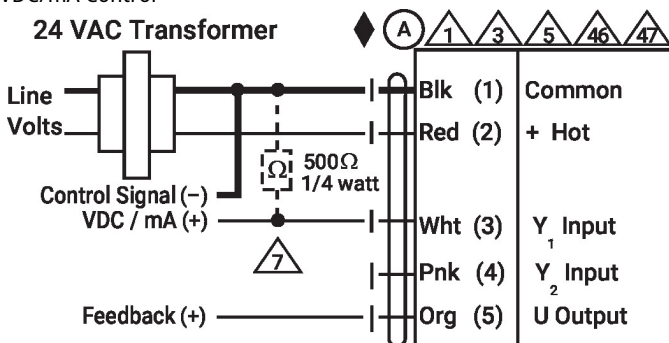 VDC/mA Control
24 VAC Transformer
A 1 3 5 46 47
Line
Volts
Blk (1) Common
Red (2) + Hot
Ω 500Ω
1/4 watt
Control Signal (–)
VDC / mA (+)
Wht (3) Y1 Input
7
Pnk (4) Y2 Input
Feedback (+)
Org (5) U Output